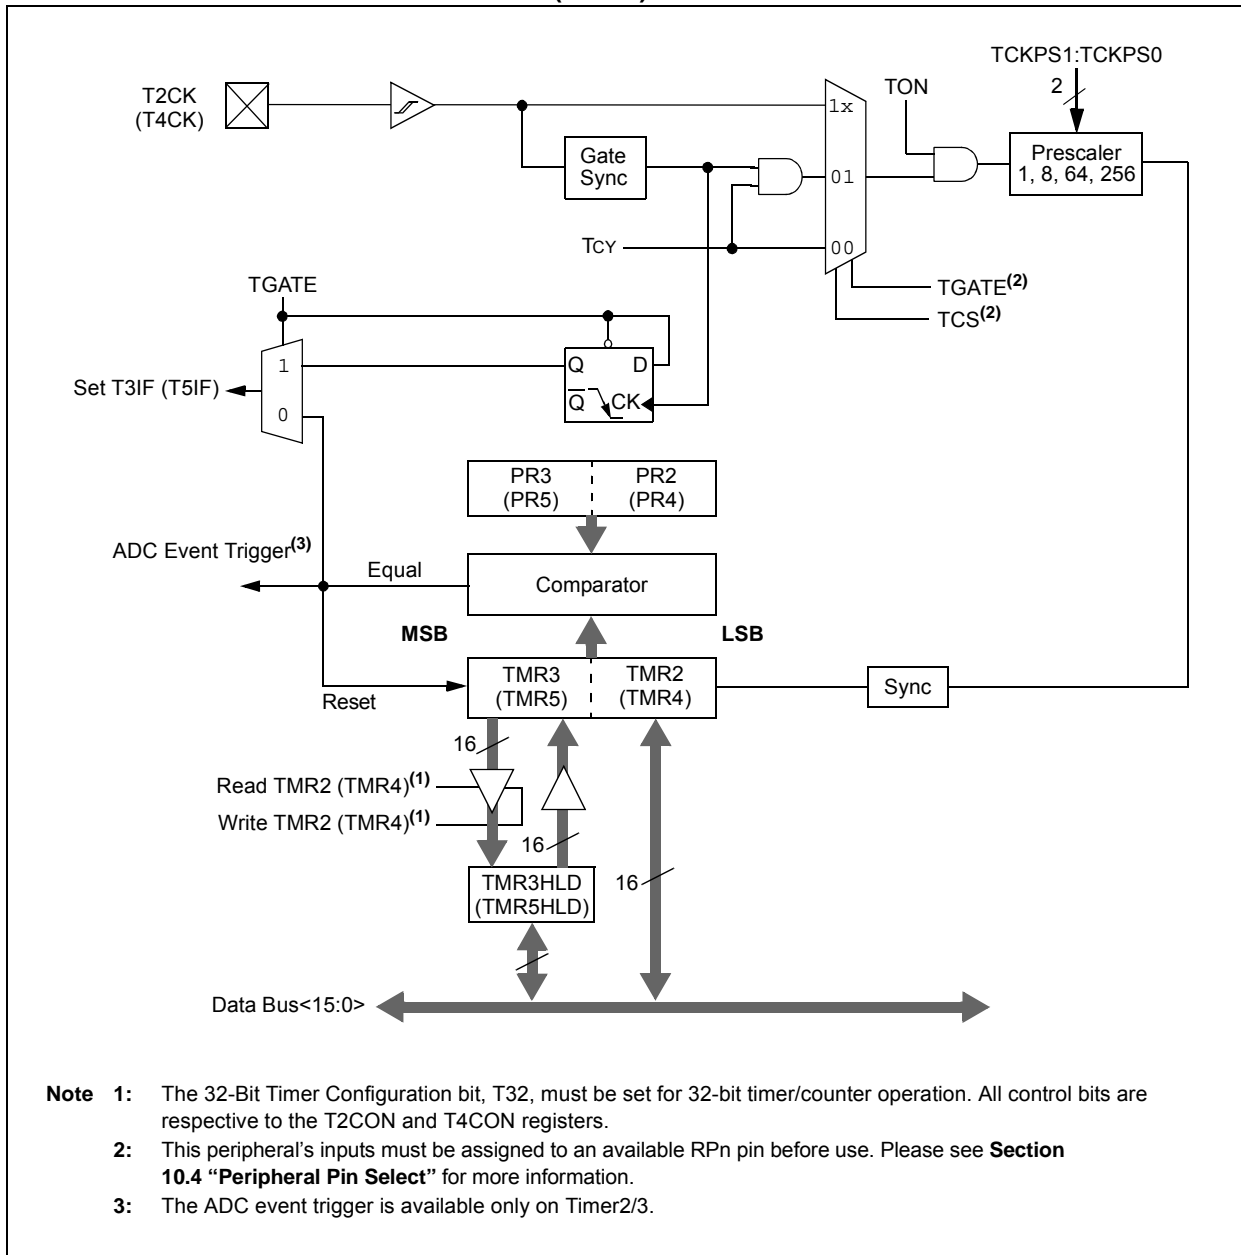 TCKPS1:TCKPS0
2
T2CK
(T4CK)
TON
1x
Gate
Sync
01
Prescaler
1, 8, 64, 256
TCY
00
TGATE(2)
TCS(2)
TGATE
1
Q D
Set T3IF (T5IF)
Q CK
0
PR3
(PR5)
PR2
(PR4)
ADC Event Trigger(3)
Equal
Comparator
MSB
LSB
TMR3
(TMR5)
TMR2
(TMR4)
Sync
Reset
16
Read TMR2 (TMR4)(1)
Write TMR2 (TMR4)(1)
16
TMR3HLD
(TMR5HLD)
16
Data Bus<15:0>
Note 1: The 32-Bit Timer Configuration bit, T32, must be set for 32-bit timer/counter operation. All control bits are
respective to the T2CON and T4CON registers.
2: This peripheral's inputs must be assigned to an available RPn pin before use. Please see Section
10.4 “Peripheral Pin Select” for more information.
3: The ADC event trigger is available only on Timer2/3.